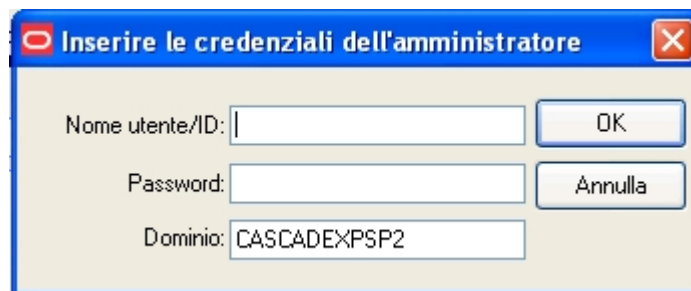 Inserire le credenziali dell'amministratore
Nome utente/ID:
OK
Password:
Annulla
Dominio: CASCADEXPSP2